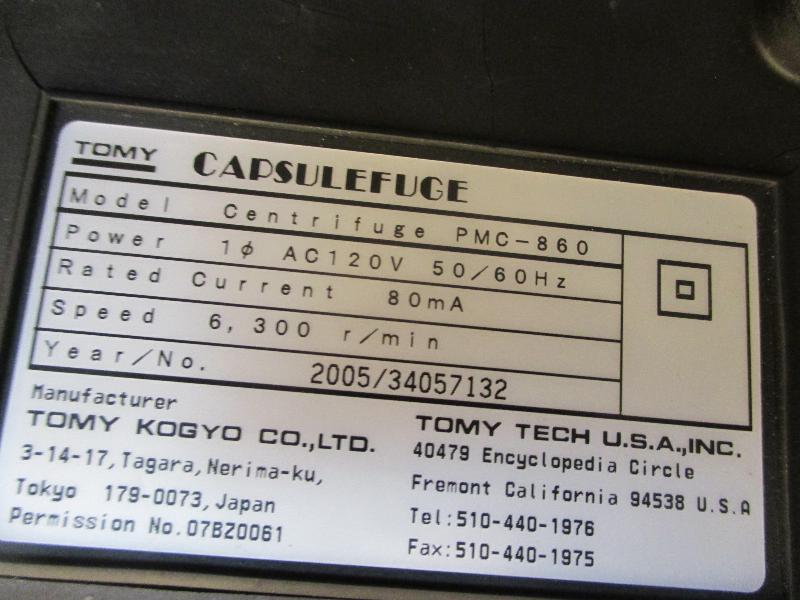 TOMY CAPSULEFUGE
Model Centrifuge PMC-860
Power 1φ AC120V 50/60Hz
Rated Current 80mA
Speed 6,300 r/min
Year/No. 2005/34057132
Manufacturer
TOMY KOGYO CO.,LTD.
3-14-17,Tagara,Nerima-ku,
Tokyo 179-0073,Japan
Permission No.07BZ0061
TOMY TECH U.S.A.,INC.
40479 Encyclopedia Circle
Fremont California 94538 U.S.A
Tel:510-440-1976
Fax:510-440-1975